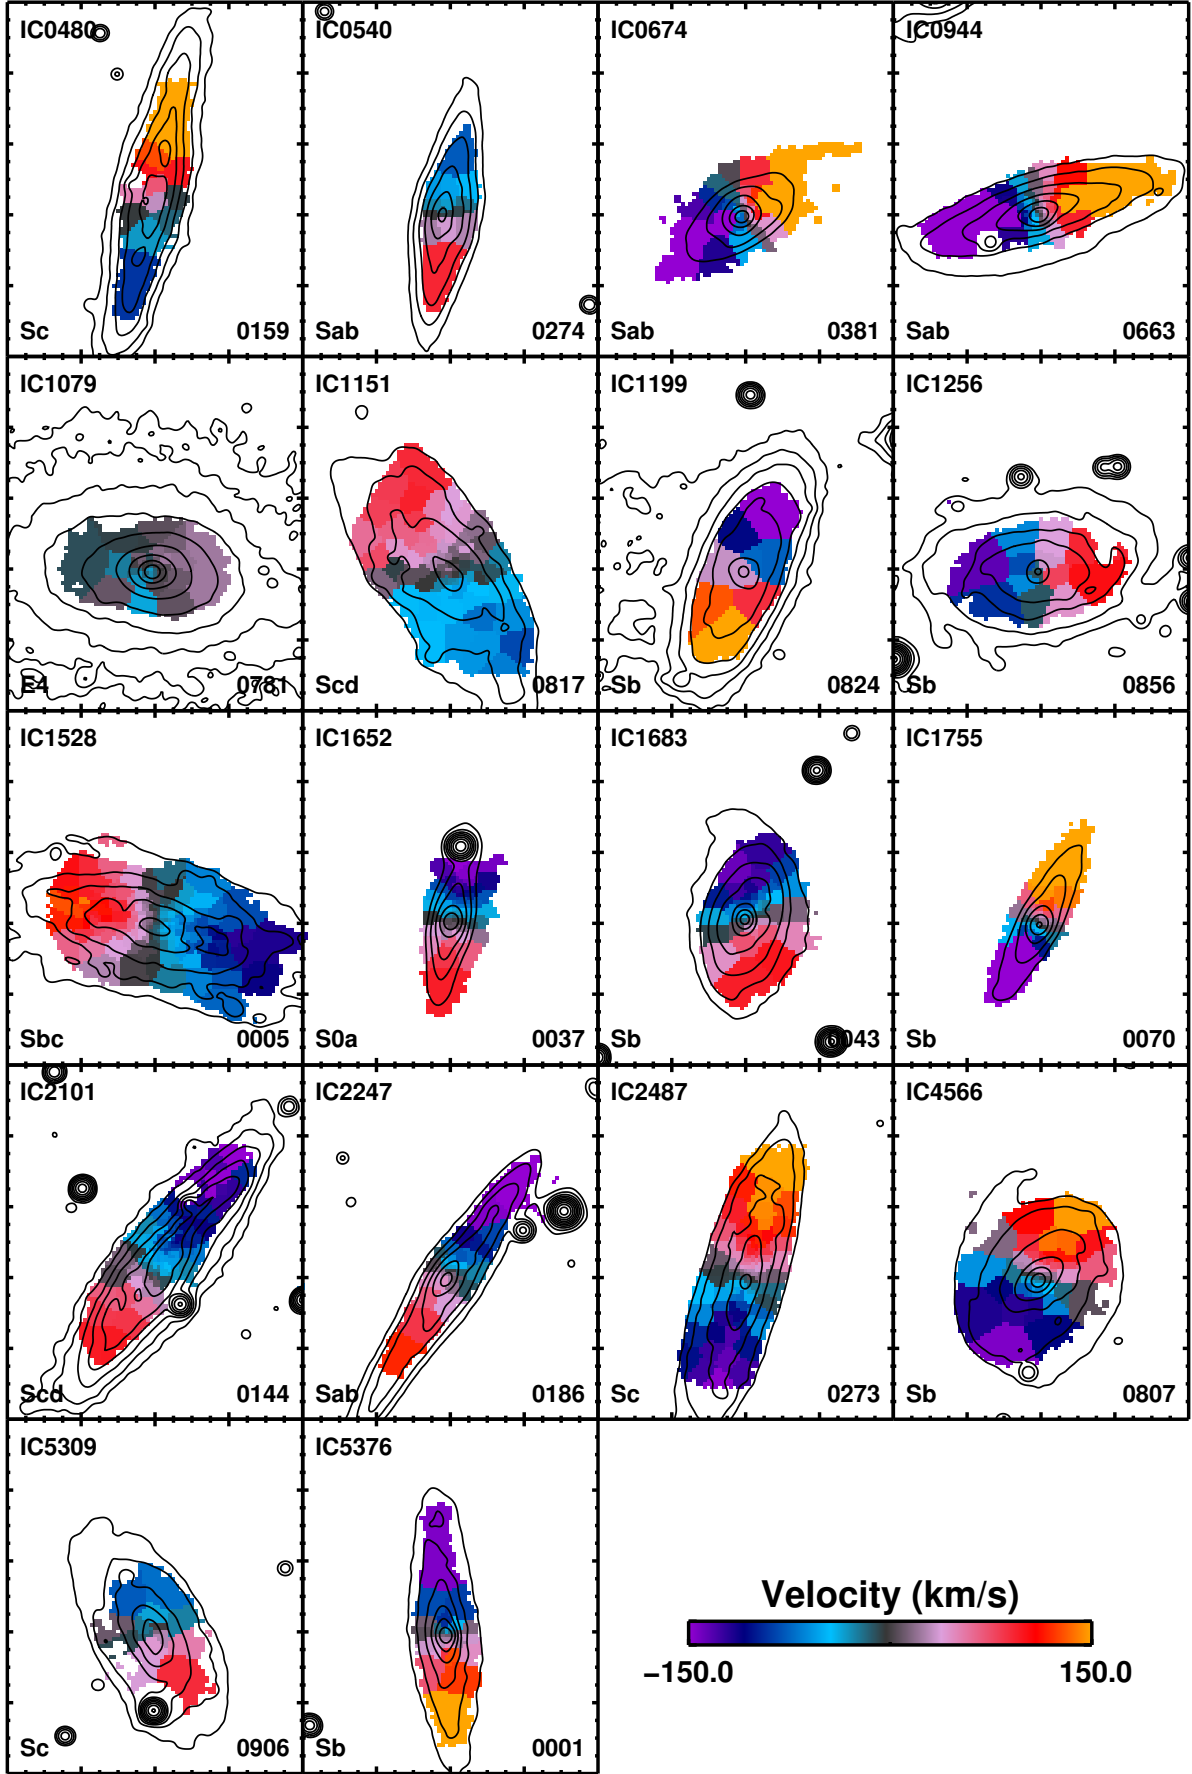 IC0480 IC0540 IC0674 IC0944
Sc 0159 Sab 0274 Sab 0381 Sab 0663
IC1079 IC1151 IC1199 IC1256
E4 0781 Scd 0817 Sb 0824 Sb 0856
IC1528 IC1652 IC1683 IC1755
Sbc 0005 S0a 0037 Sb 0043 Sb 0070
IC2101 IC2247 IC2487 IC4566
Scd 0144 Sab 0186 Sc 0273 Sb 0807
IC5309 IC5376
Velocity (km/s)
−150.0 150.0
Sc 0906 Sb 0001